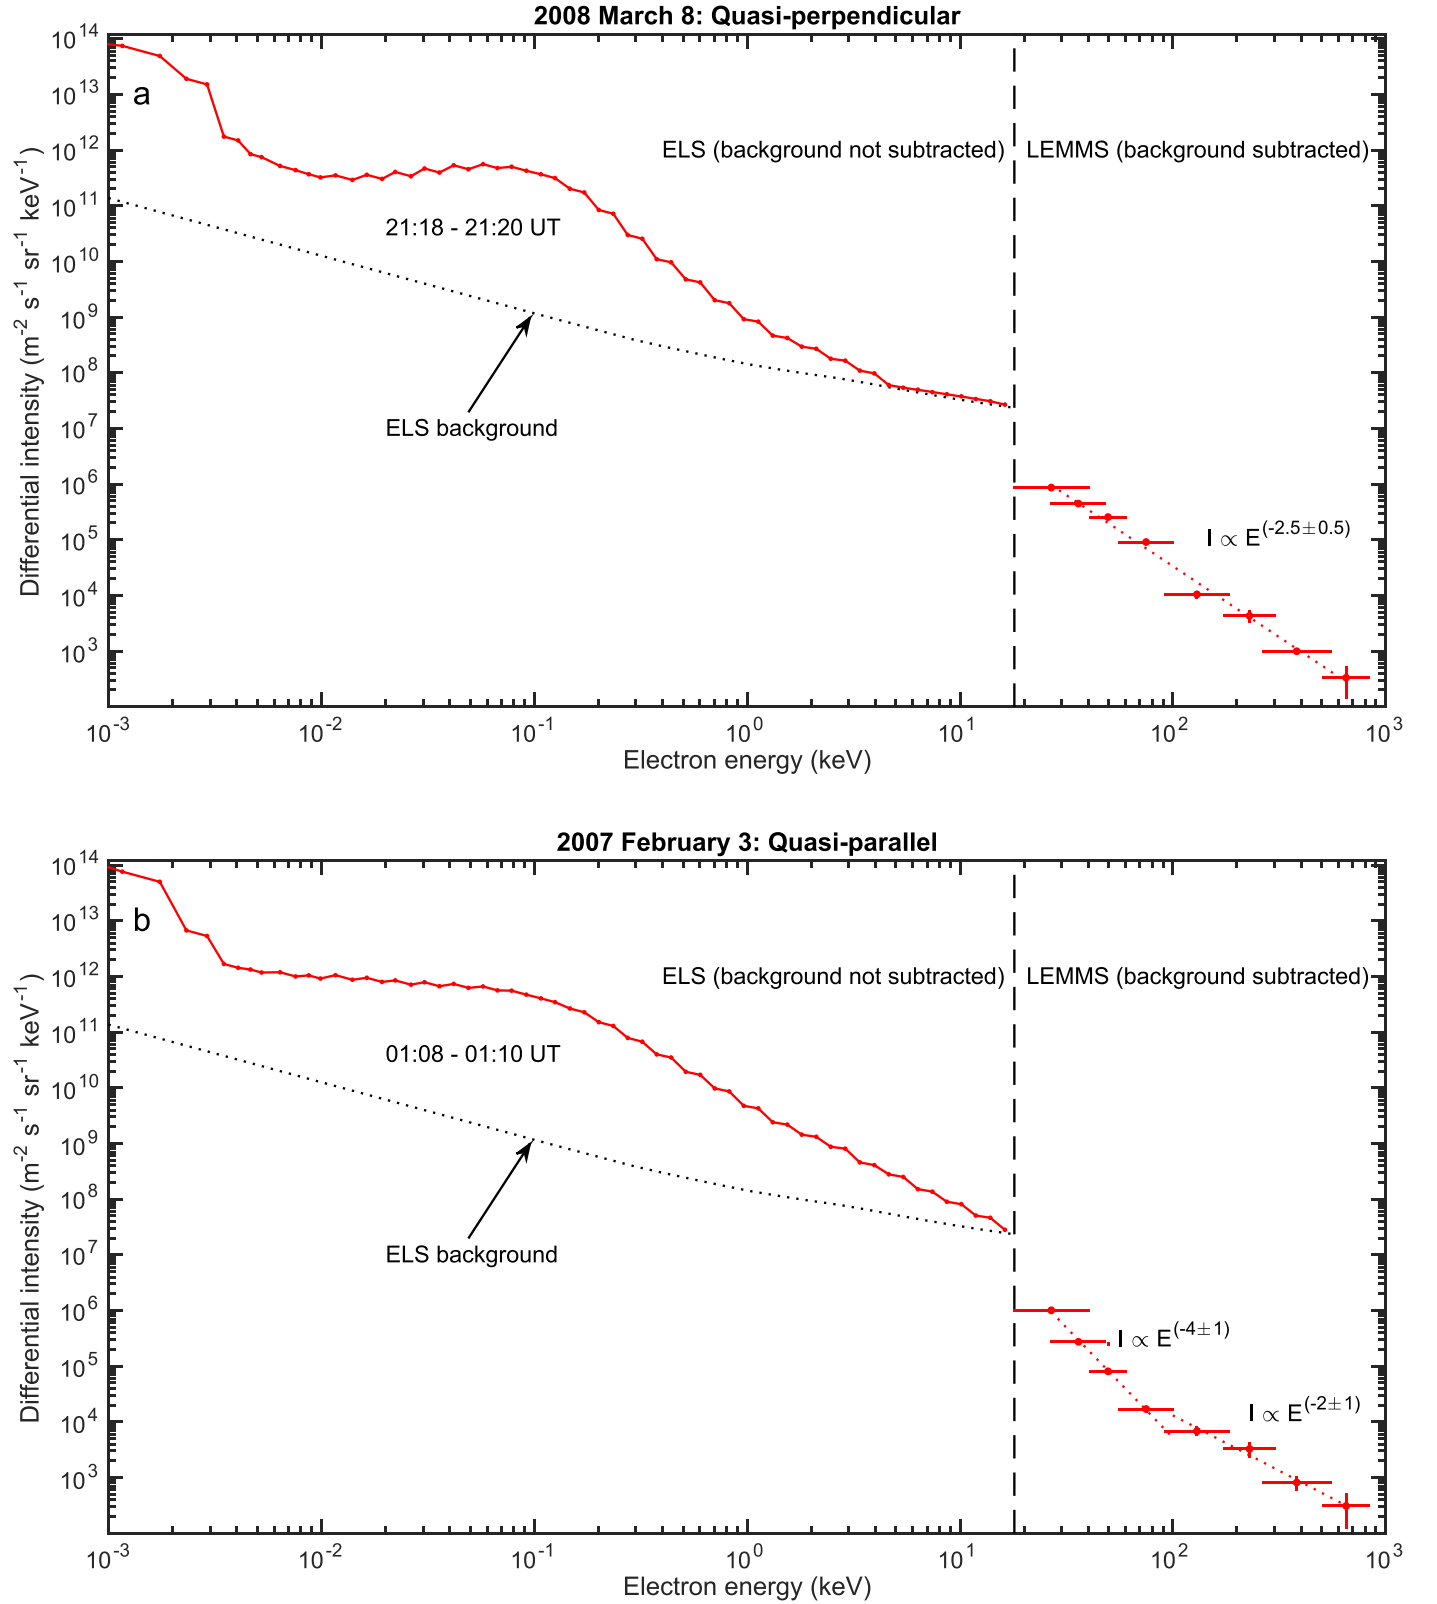 2008 March 8: Quasi-perpendicular
10^14
10^13
10^12
10^11
10^10
10^9
10^8
10^7
10^6
10^5
10^4
10^3
Differential intensity (m^-2 s^-1 sr^-1 keV^-1)
a
ELS (background not subtracted)
LEMMS (background subtracted)
21:18 - 21:20 UT
ELS background
I ∝ E^(-2.5±0.5)
10^-3 10^-2 10^-1 10^0 10^1 10^2 10^3
Electron energy (keV)
2007 February 3: Quasi-parallel
10^14
10^13
10^12
10^11
10^10
10^9
10^8
10^7
10^6
10^5
10^4
10^3
Differential intensity (m^-2 s^-1 sr^-1 keV^-1)
b
ELS (background not subtracted)
LEMMS (background subtracted)
01:08 - 01:10 UT
ELS background
I ∝ E^(-4±1)
I ∝ E^(-2±1)
10^-3 10^-2 10^-1 10^0 10^1 10^2 10^3
Electron energy (keV)